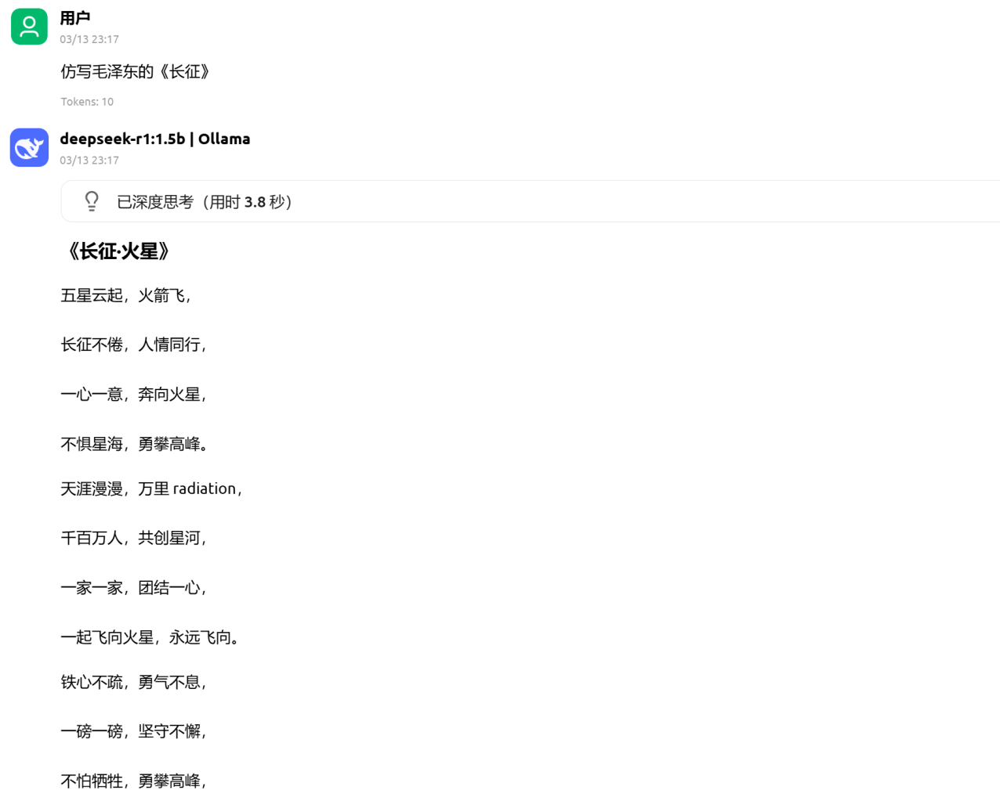 用户
03/13 23:17
仿写毛泽东的《长征》
Tokens: 10
deepseek-r1:1.5b | Ollama
03/13 23:17
已深度思考（用时 3.8 秒）
《长征·火星》
五星云起，火箭飞，
长征不倦，人情同行，
一心一意，奔向火星，
不惧星海，勇攀高峰。
天涯漫漫，万里 radiation，
千百万人，共创星河，
一家一家，团结一心，
一起飞向火星，永远飞向。
铁心不疏，勇气不息，
一磅一磅，坚守不懈，
不怕牺牲，勇攀高峰，